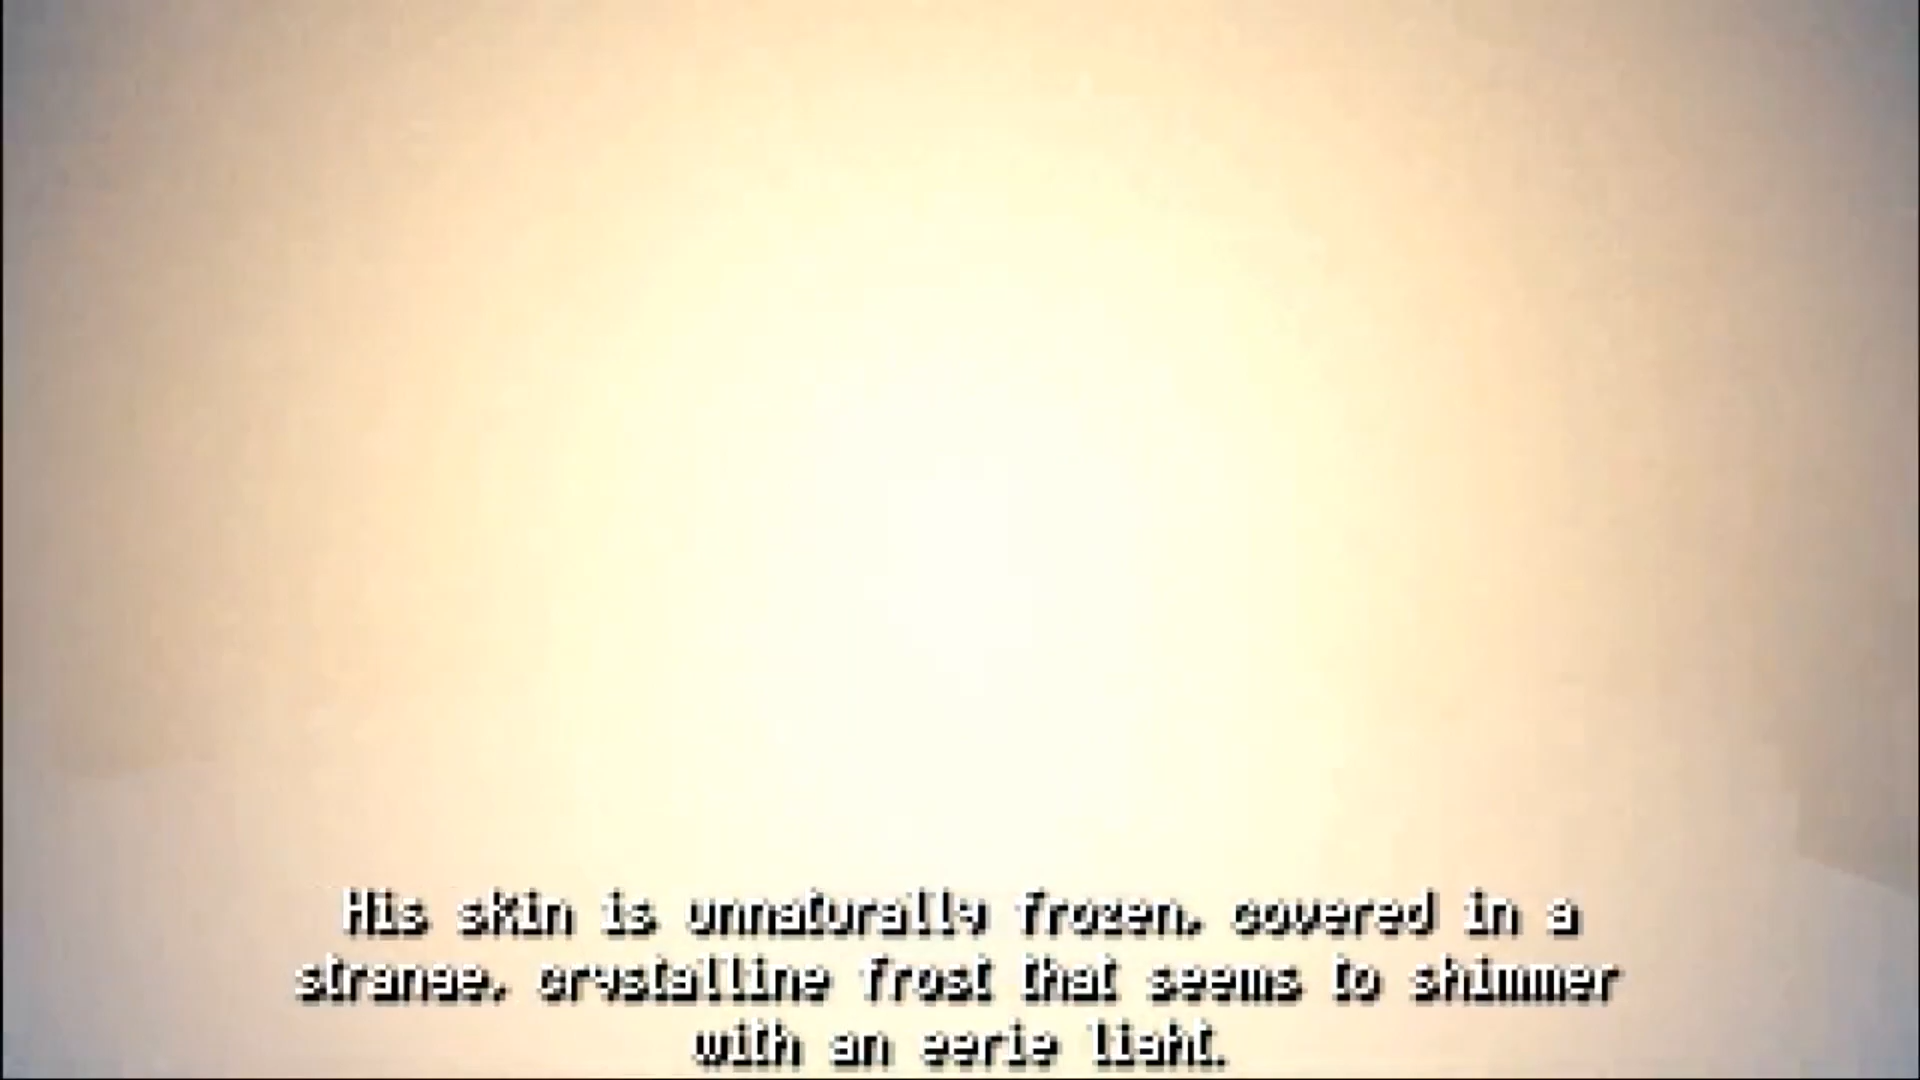 His skin is unnaturally frozen, covered in a
strange, crystalline frost that seems to shimmer
with an eerie light.